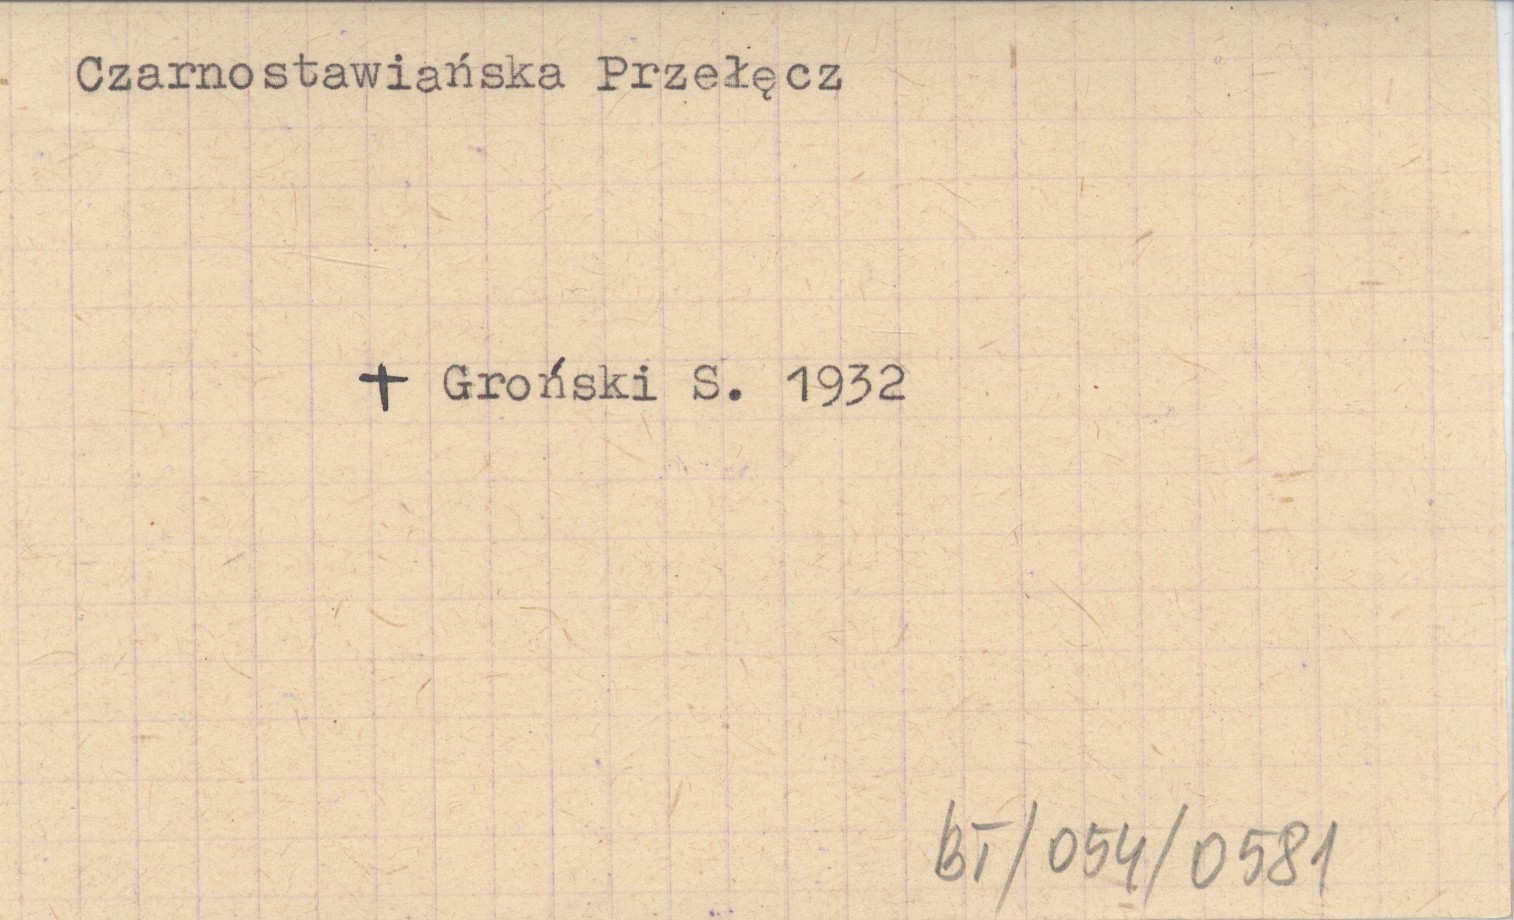 Czarnostawiańska Przełęcz
+ Groński S. 1932
BT/054/0581